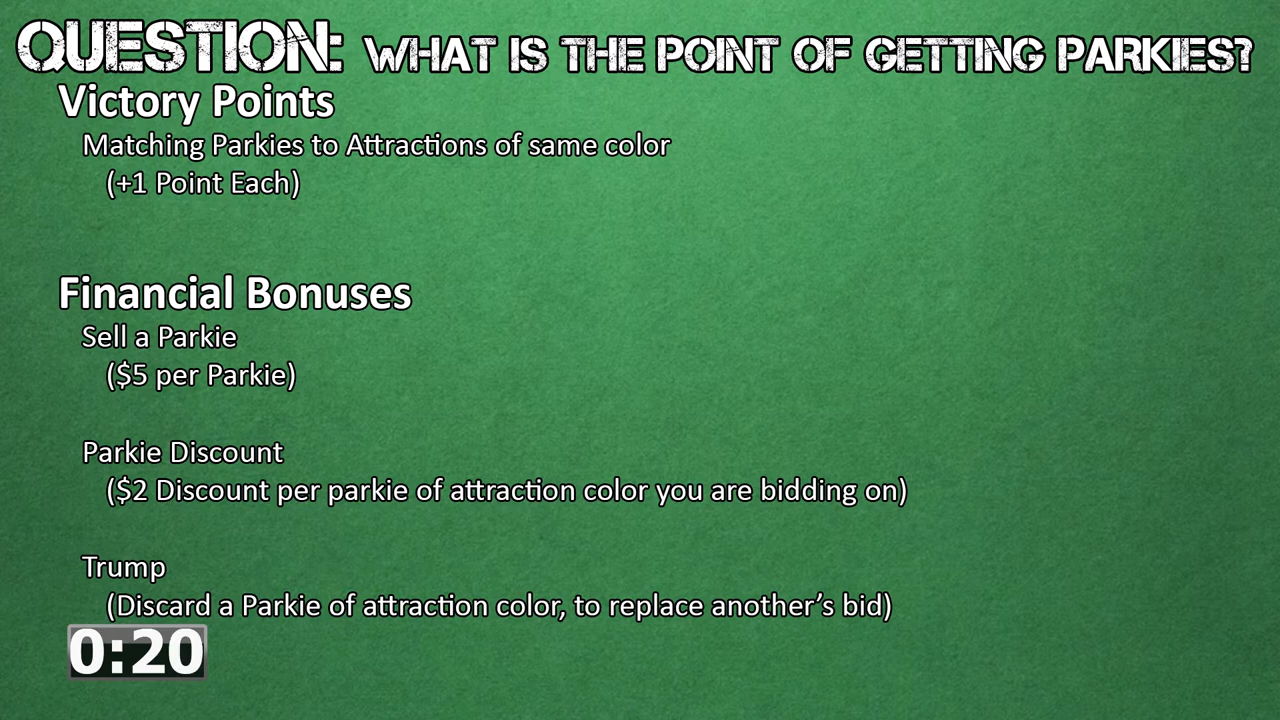 QUESTION: WHAT IS THE POINT OF GETTING PARKIES?
Victory Points
Matching Parkies to Attractions of same color
(+1 Point Each)
Financial Bonuses
Sell a Parkie
($5 per Parkie)
Parkie Discount
($2 Discount per parkie of attraction color you are bidding on)
Trump
(Discard a Parkie of attraction color, to replace another’s bid)
0:20